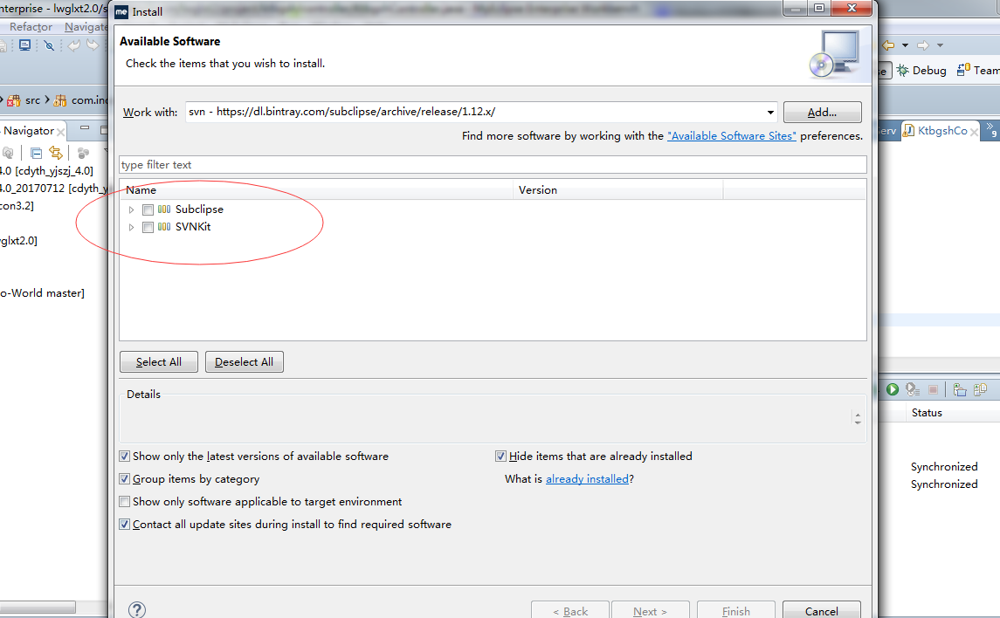 nterprise - lwglxt2.0/s
Install
Refactor Navigate
Available Software
Check the items that you wish to install.
Debug
Team
Work with:
svn - https://dl.bintray.com/subclipse/archive/release/1.12.x/
Add...
src
com.inc
Find more software by working with the "Available Software Sites" preferences.
Navigator
erv
KtbgshCo
9
type filter text
4.0 [cdyth_yjszj_4.0]
4.0_20170712 [cdyth_y
con3.2]
glxt2.0]
o-World master]
Name
Version
Subclipse
SVNKit
Select All
Deselect All
Details
Status
Synchronized
Synchronized
Show only the latest versions of available software
Hide items that are already installed
Group items by category
What is already installed?
Show only software applicable to target environment
Contact all update sites during install to find required software
< Back
Next >
Finish
Cancel